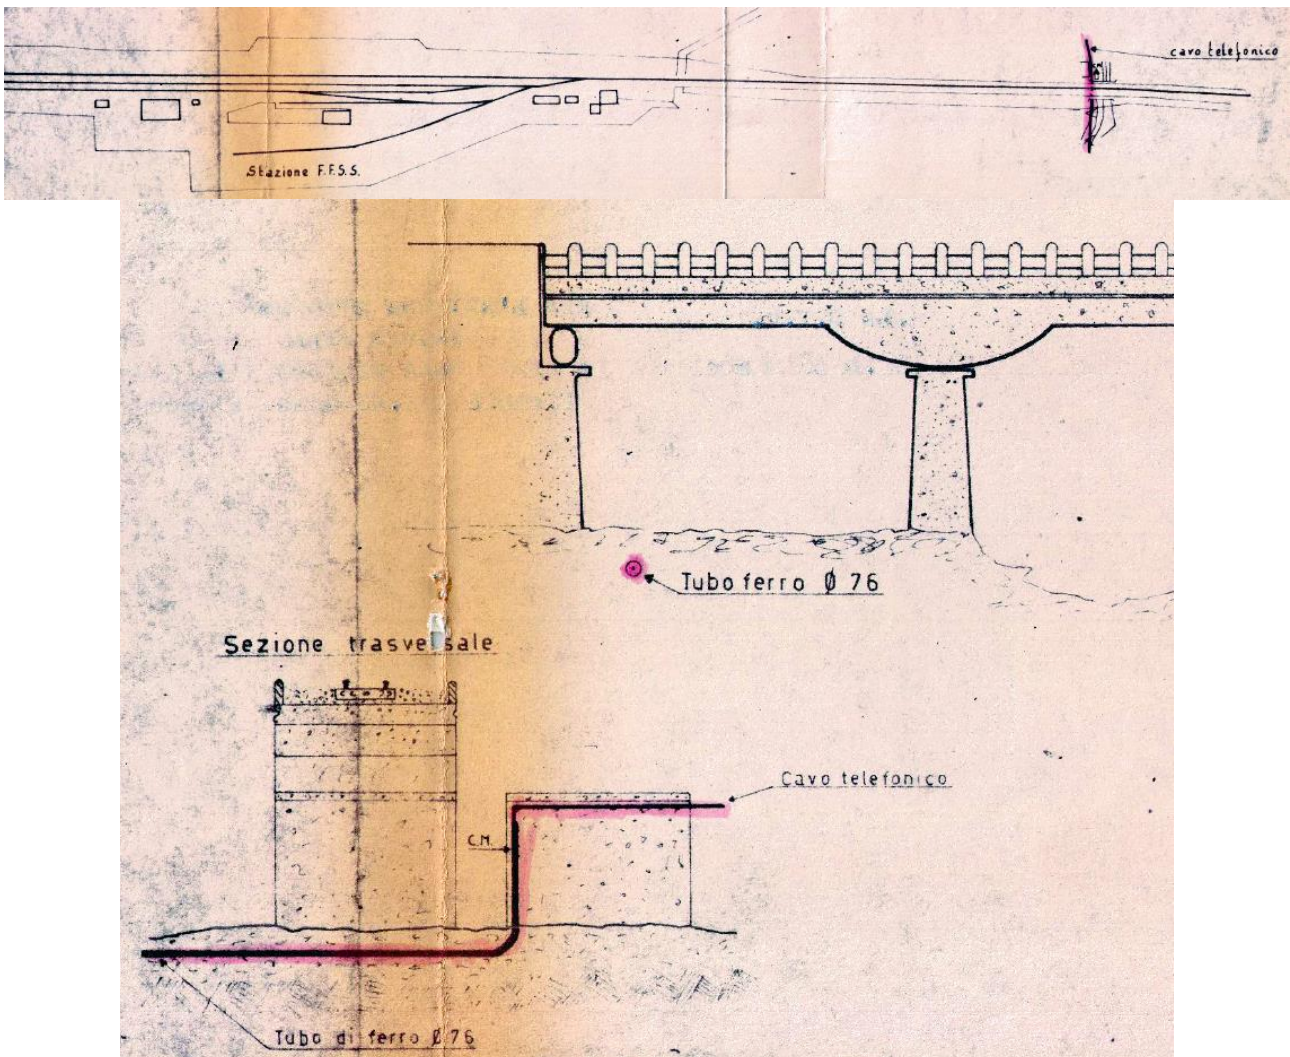 cavo telefonico
Stazione F.F.S.S.
Tubo ferro Ø 76
Sezione trasversale
Cavo telefonico
C.M.
Tubo di ferro Ø 76